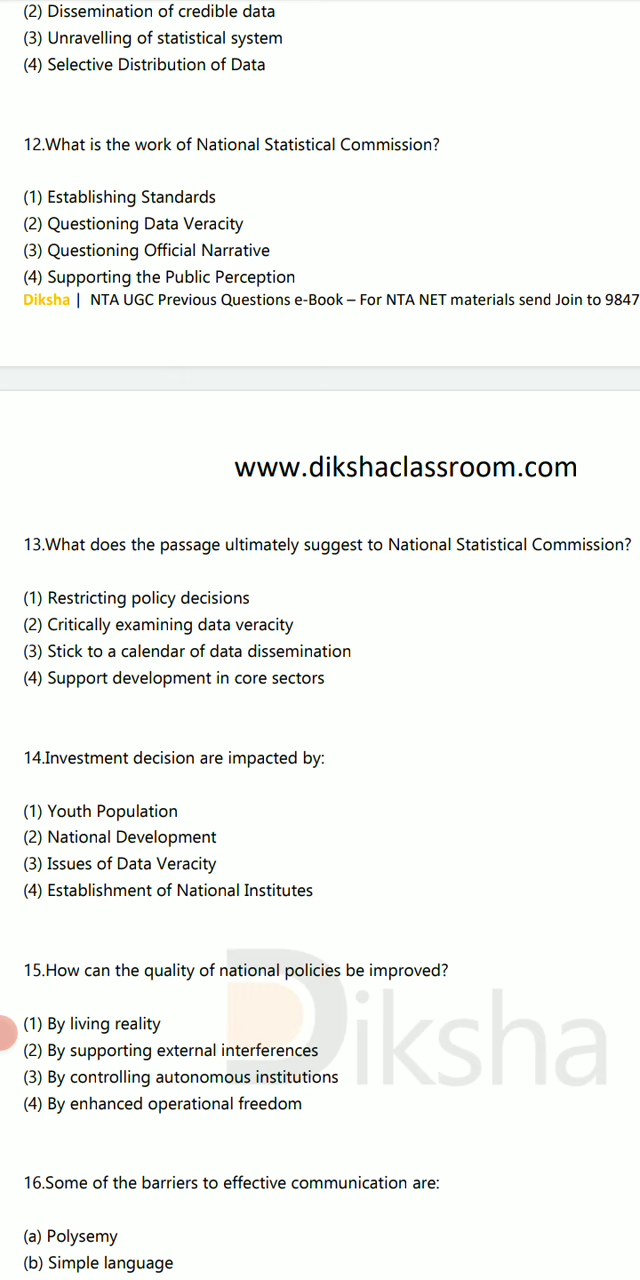 (2) Dissemination of credible data
(3) Unravelling of statistical system
(4) Selective Distribution of Data
12.What is the work of National Statistical Commission?
(1) Establishing Standards
(2) Questioning Data Veracity
(3) Questioning Official Narrative
(4) Supporting the Public Perception
Diksha | NTA UGC Previous Questions e-Book – For NTA NET materials send Join to 9847
www.dikshaclassroom.com
13.What does the passage ultimately suggest to National Statistical Commission?
(1) Restricting policy decisions
(2) Critically examining data veracity
(3) Stick to a calendar of data dissemination
(4) Support development in core sectors
14.Investment decision are impacted by:
(1) Youth Population
(2) National Development
(3) Issues of Data Veracity
(4) Establishment of National Institutes
15.How can the quality of national policies be improved?
(1) By living reality
(2) By supporting external interferences
(3) By controlling autonomous institutions
(4) By enhanced operational freedom
Diksha
16.Some of the barriers to effective communication are:
(a) Polysemy
(b) Simple language